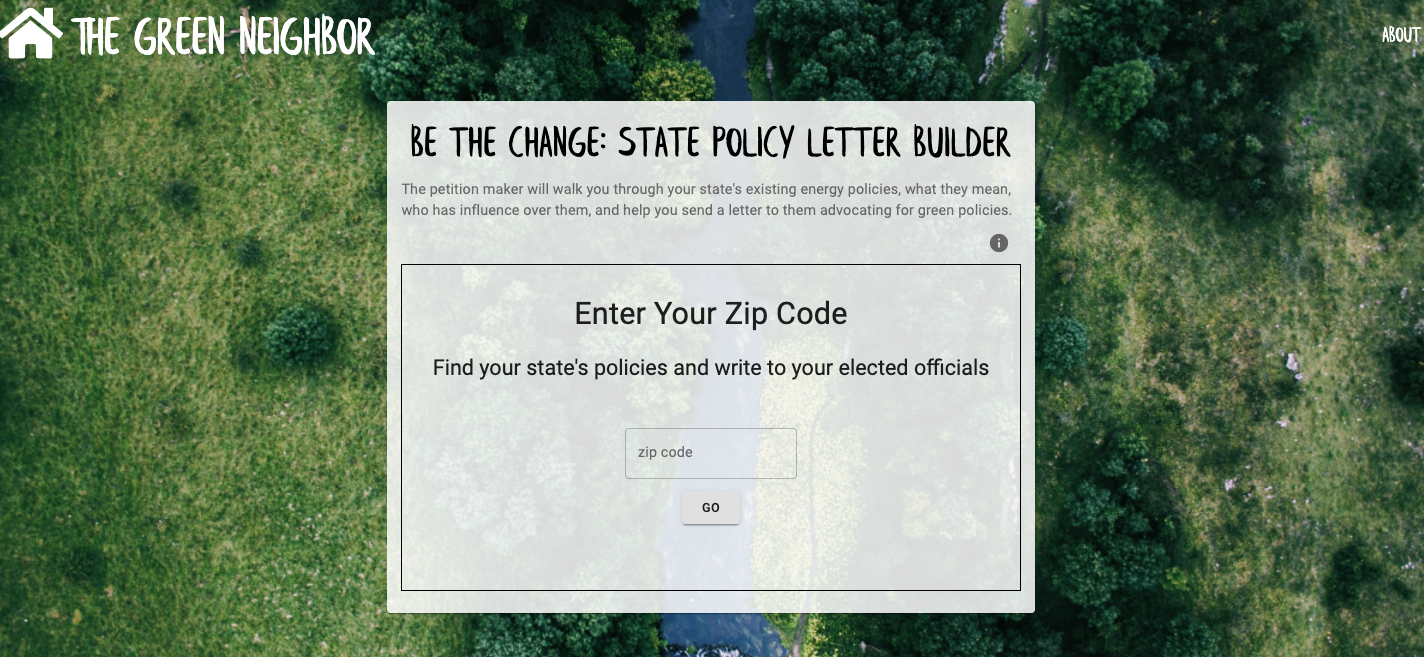 THE GREEN NEIGHBOR
ABOUT
BE THE CHANGE: STATE POLICY LETTER BUILDER
The petition maker will walk you through your state's existing energy policies, what they mean,
who has influence over them, and help you send a letter to them advocating for green policies.
i
Enter Your Zip Code
Find your state's policies and write to your elected officials
zip code
GO